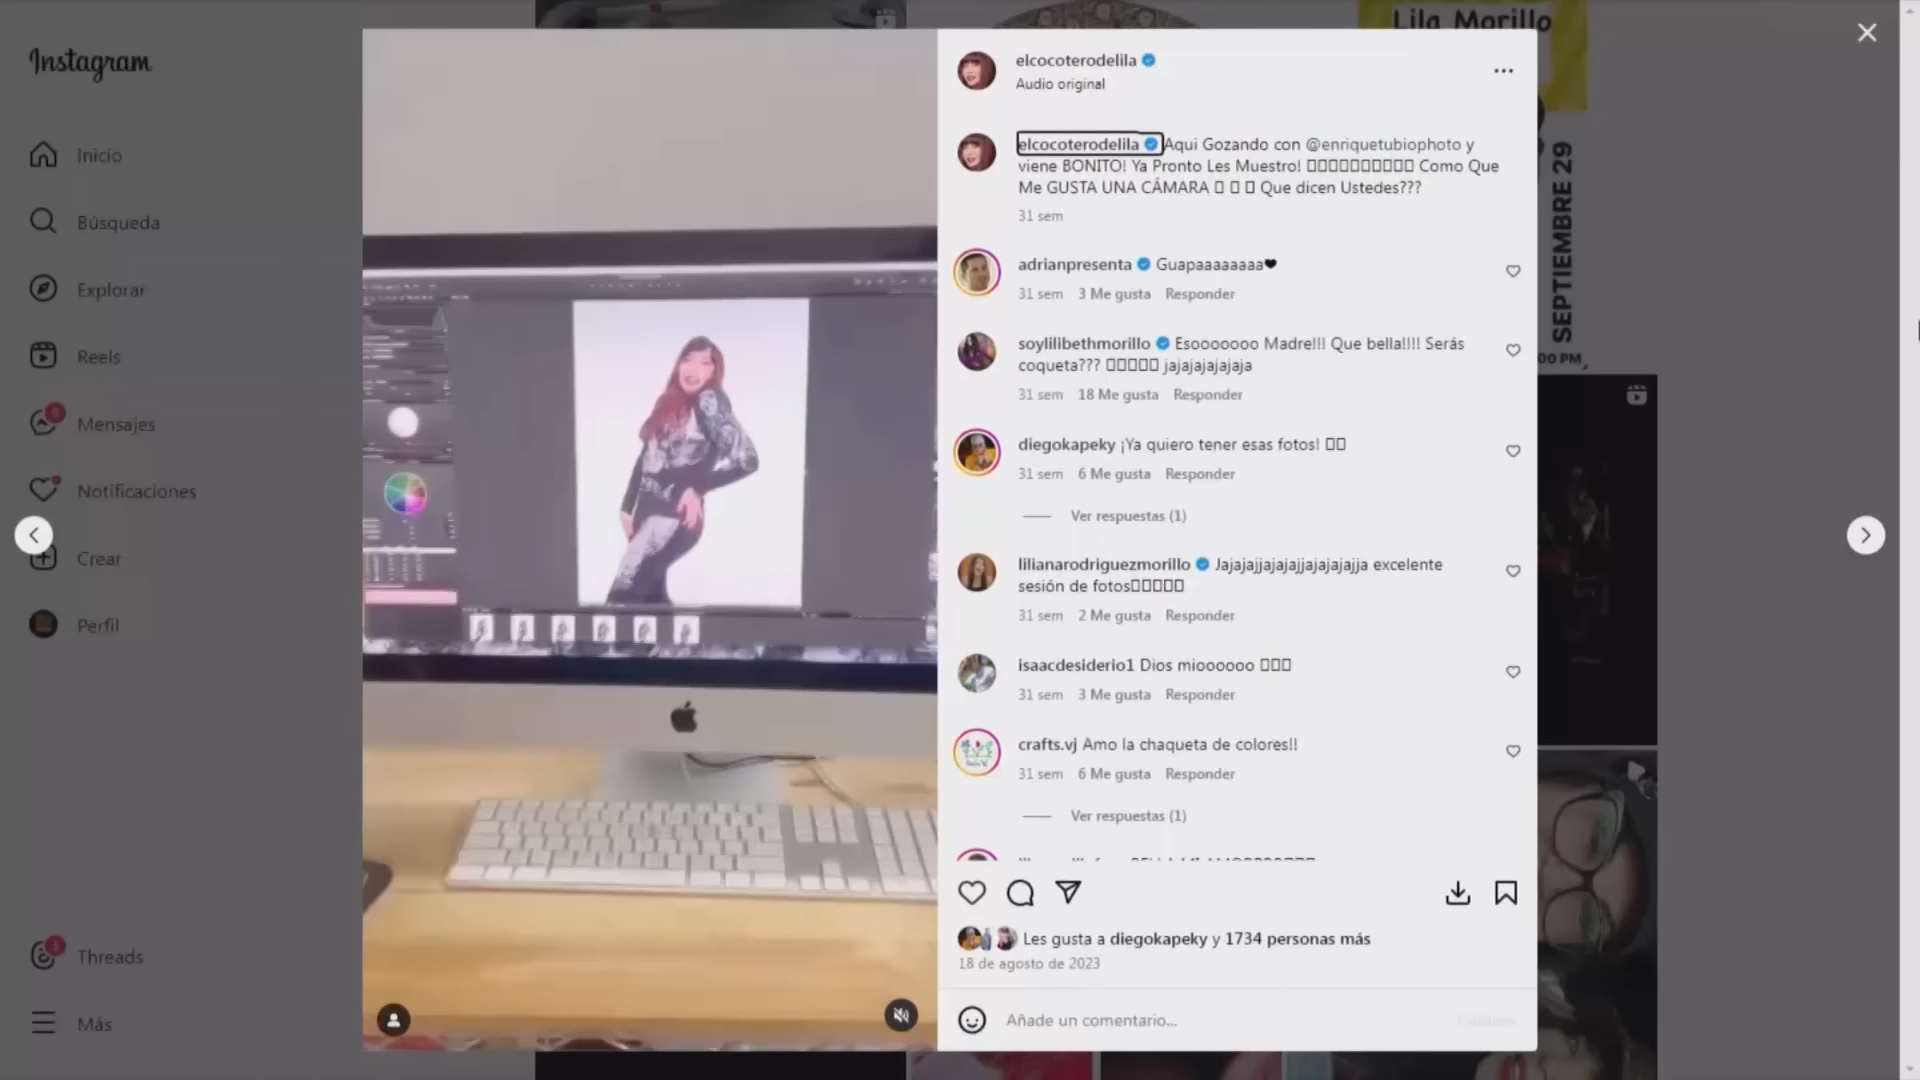 Instagram
Inicio
Búsqueda
Explorar
Reels
9
Mensajes
Notificaciones
Crear
Perfil
Threads
Más
Lila Morillo
SEPTIEMBRE 29
00 PM
elcocoterodelila
Audio original
elcocoterodelila Aqui Gozando con @enriquetubiophoto y
viene BONITO! Ya Pronto Les Muestro! Como Que
Me GUSTA UNA CÁMARA Que dicen Ustedes???
31 sem
adrianpresenta Guapaaaaaaaa🖤
31 sem 3 Me gusta Responder
soylilibethmorillo Esooooooo Madre!!! Que bella!!!! Serás
coqueta??? jajajajajajaja
31 sem 18 Me gusta Responder
diegokapeky ¡Ya quiero tener esas fotos!
31 sem 6 Me gusta Responder
Ver respuestas (1)
lilianarodriguezmorillo Jajajajjajajajjajajajajja excelente
sesión de fotos
31 sem 2 Me gusta Responder
isaacdesiderio1 Dios mioooooo
31 sem 3 Me gusta Responder
crafts.vj Amo la chaqueta de colores!!
31 sem 6 Me gusta Responder
Ver respuestas (1)
Les gusta a diegokapeky y 1734 personas más
18 de agosto de 2023
Añade un comentario...